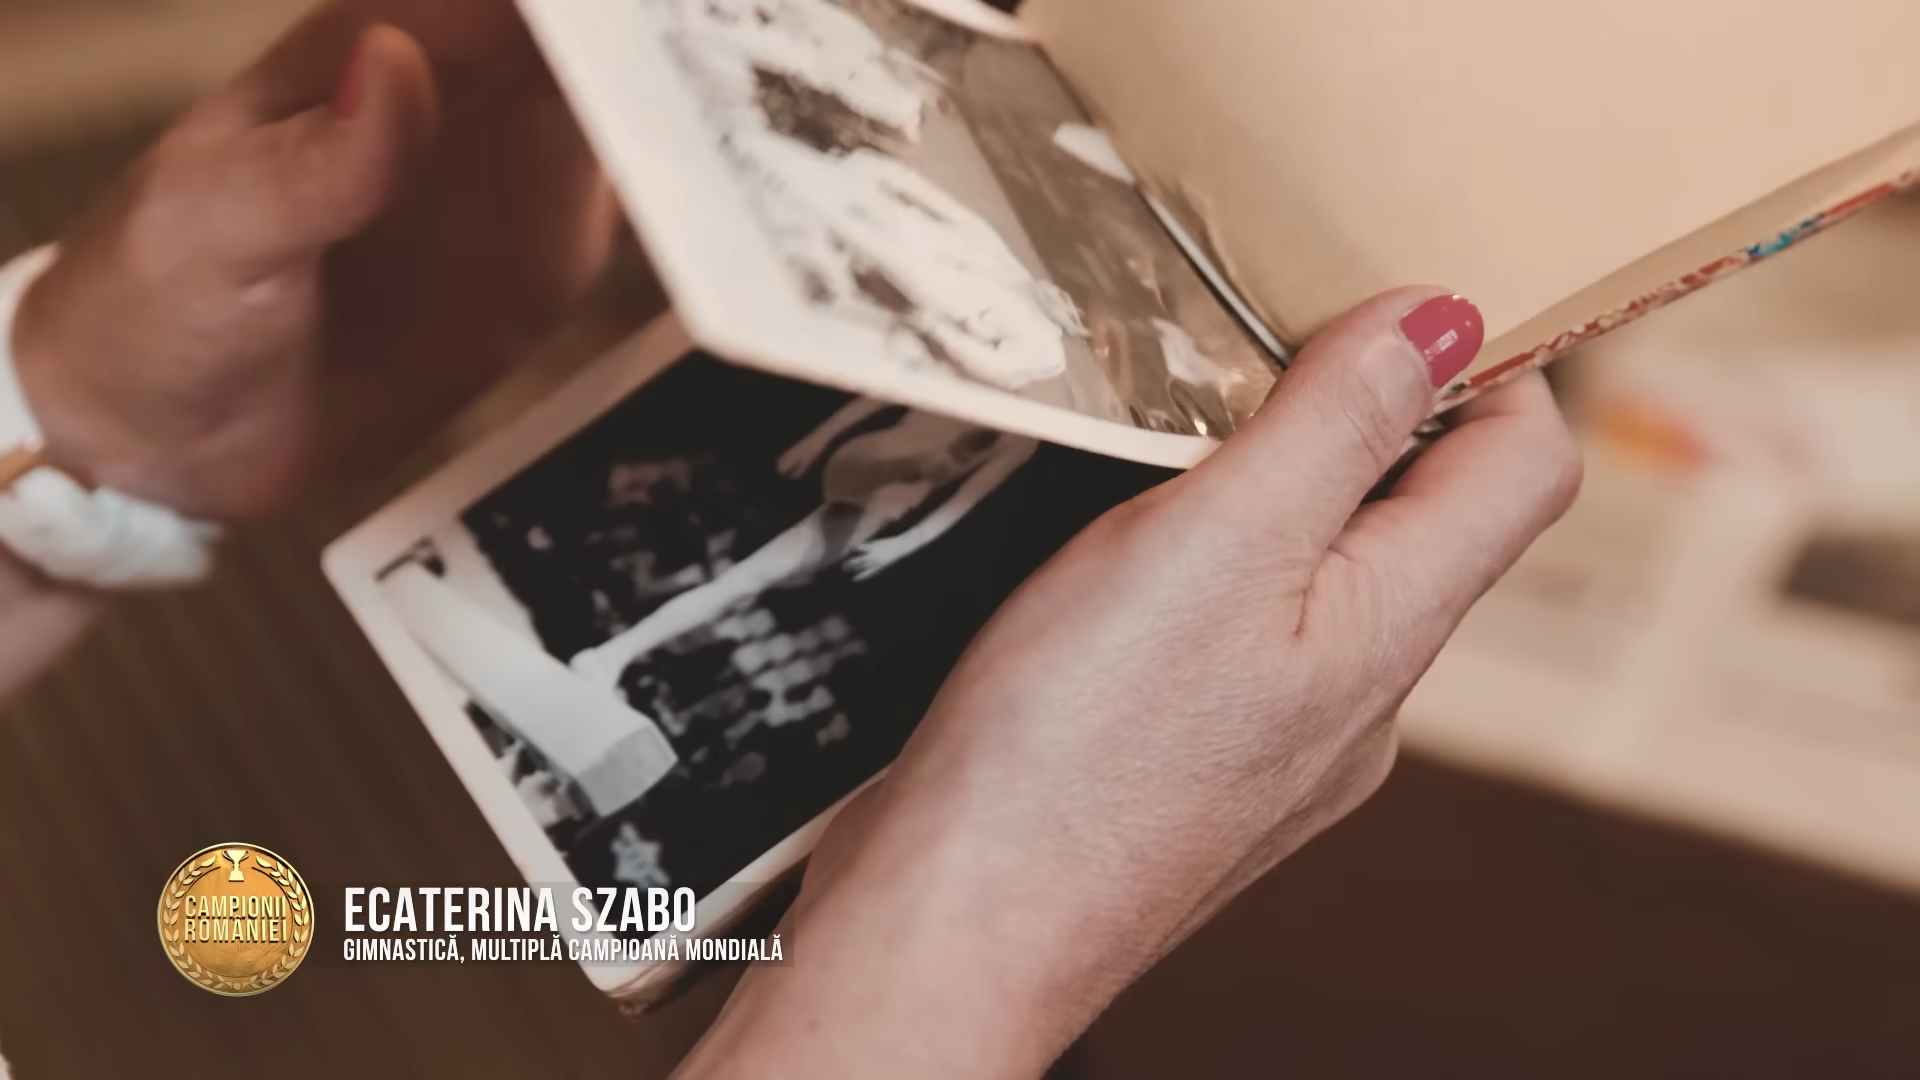 CAMPIONII
ROMÂNIEI
ECATERINA SZABO
GIMNASTICĂ, MULTIPLĂ CAMPIOANĂ MONDIALĂ